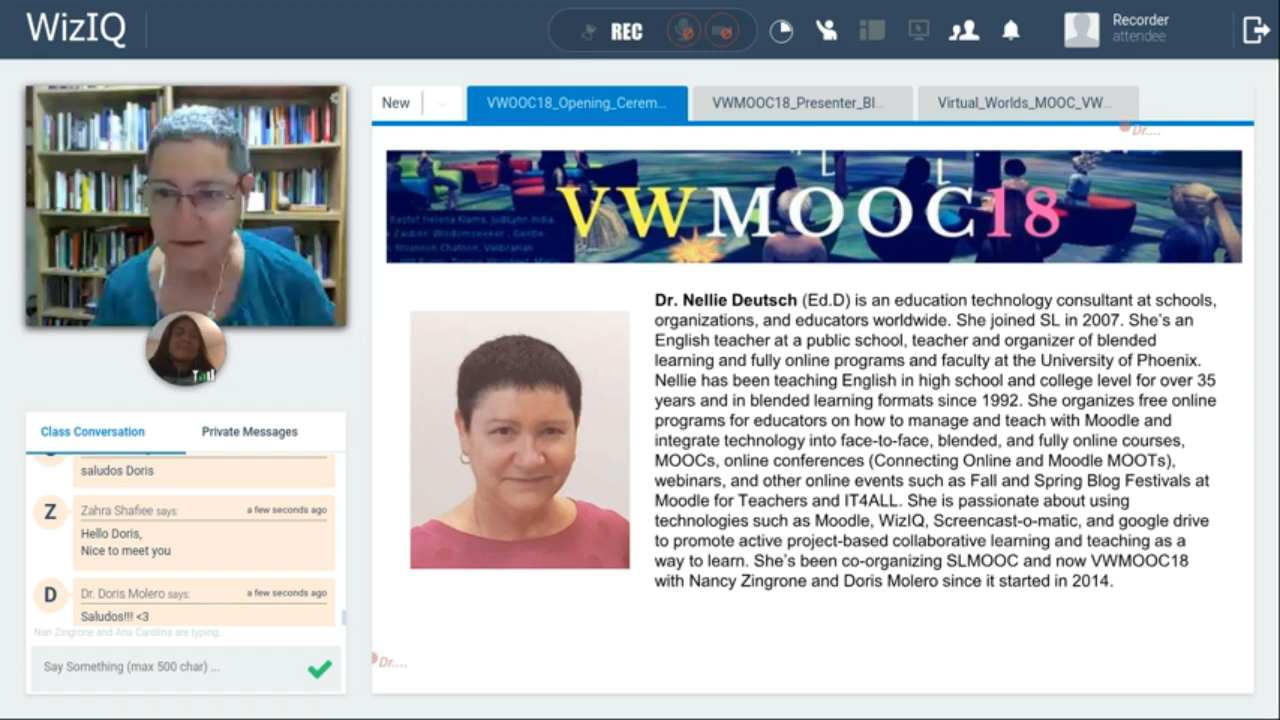 WizIQ
REC
Recorder
attendee
New
VWOOC18_Opening_Cerem...
VWMOOC18_Presenter_BI...
Virtual_Worlds_MOOC_VW...
Dr....
VWMOOC18
Dr. Nellie Deutsch (Ed.D) is an education technology consultant at schools,
organizations, and educators worldwide. She joined SL in 2007. She's an
English teacher at a public school, teacher and organizer of blended
learning and fully online programs and faculty at the University of Phoenix.
Nellie has been teaching English in high school and college level for over 35
years and in blended learning formats since 1992. She organizes free online
programs for educators on how to manage and teach with Moodle and
integrate technology into face-to-face, blended, and fully online courses,
MOOCs, online conferences (Connecting Online and Moodle MOOTs),
webinars, and other online events such as Fall and Spring Blog Festivals at
Moodle for Teachers and IT4ALL. She is passionate about using
technologies such as Moodle, WizIQ, Screencast-o-matic, and google drive
to promote active project-based collaborative learning and teaching as a
way to learn. She's been co-organizing SLMOOC and now VWMOOC18
with Nancy Zingrone and Doris Molero since it started in 2014.
Dr....
Class Conversation
Private Messages
saludos Doris
Z
Zahra Shafiee says:
a few seconds ago
Hello Doris,
Nice to meet you
D
Dr. Doris Molero says:
a few seconds ago
Saludos!!! <3
Nan Zingrone and Ana Carolina are typing...
Say Something (max 500 char) ...